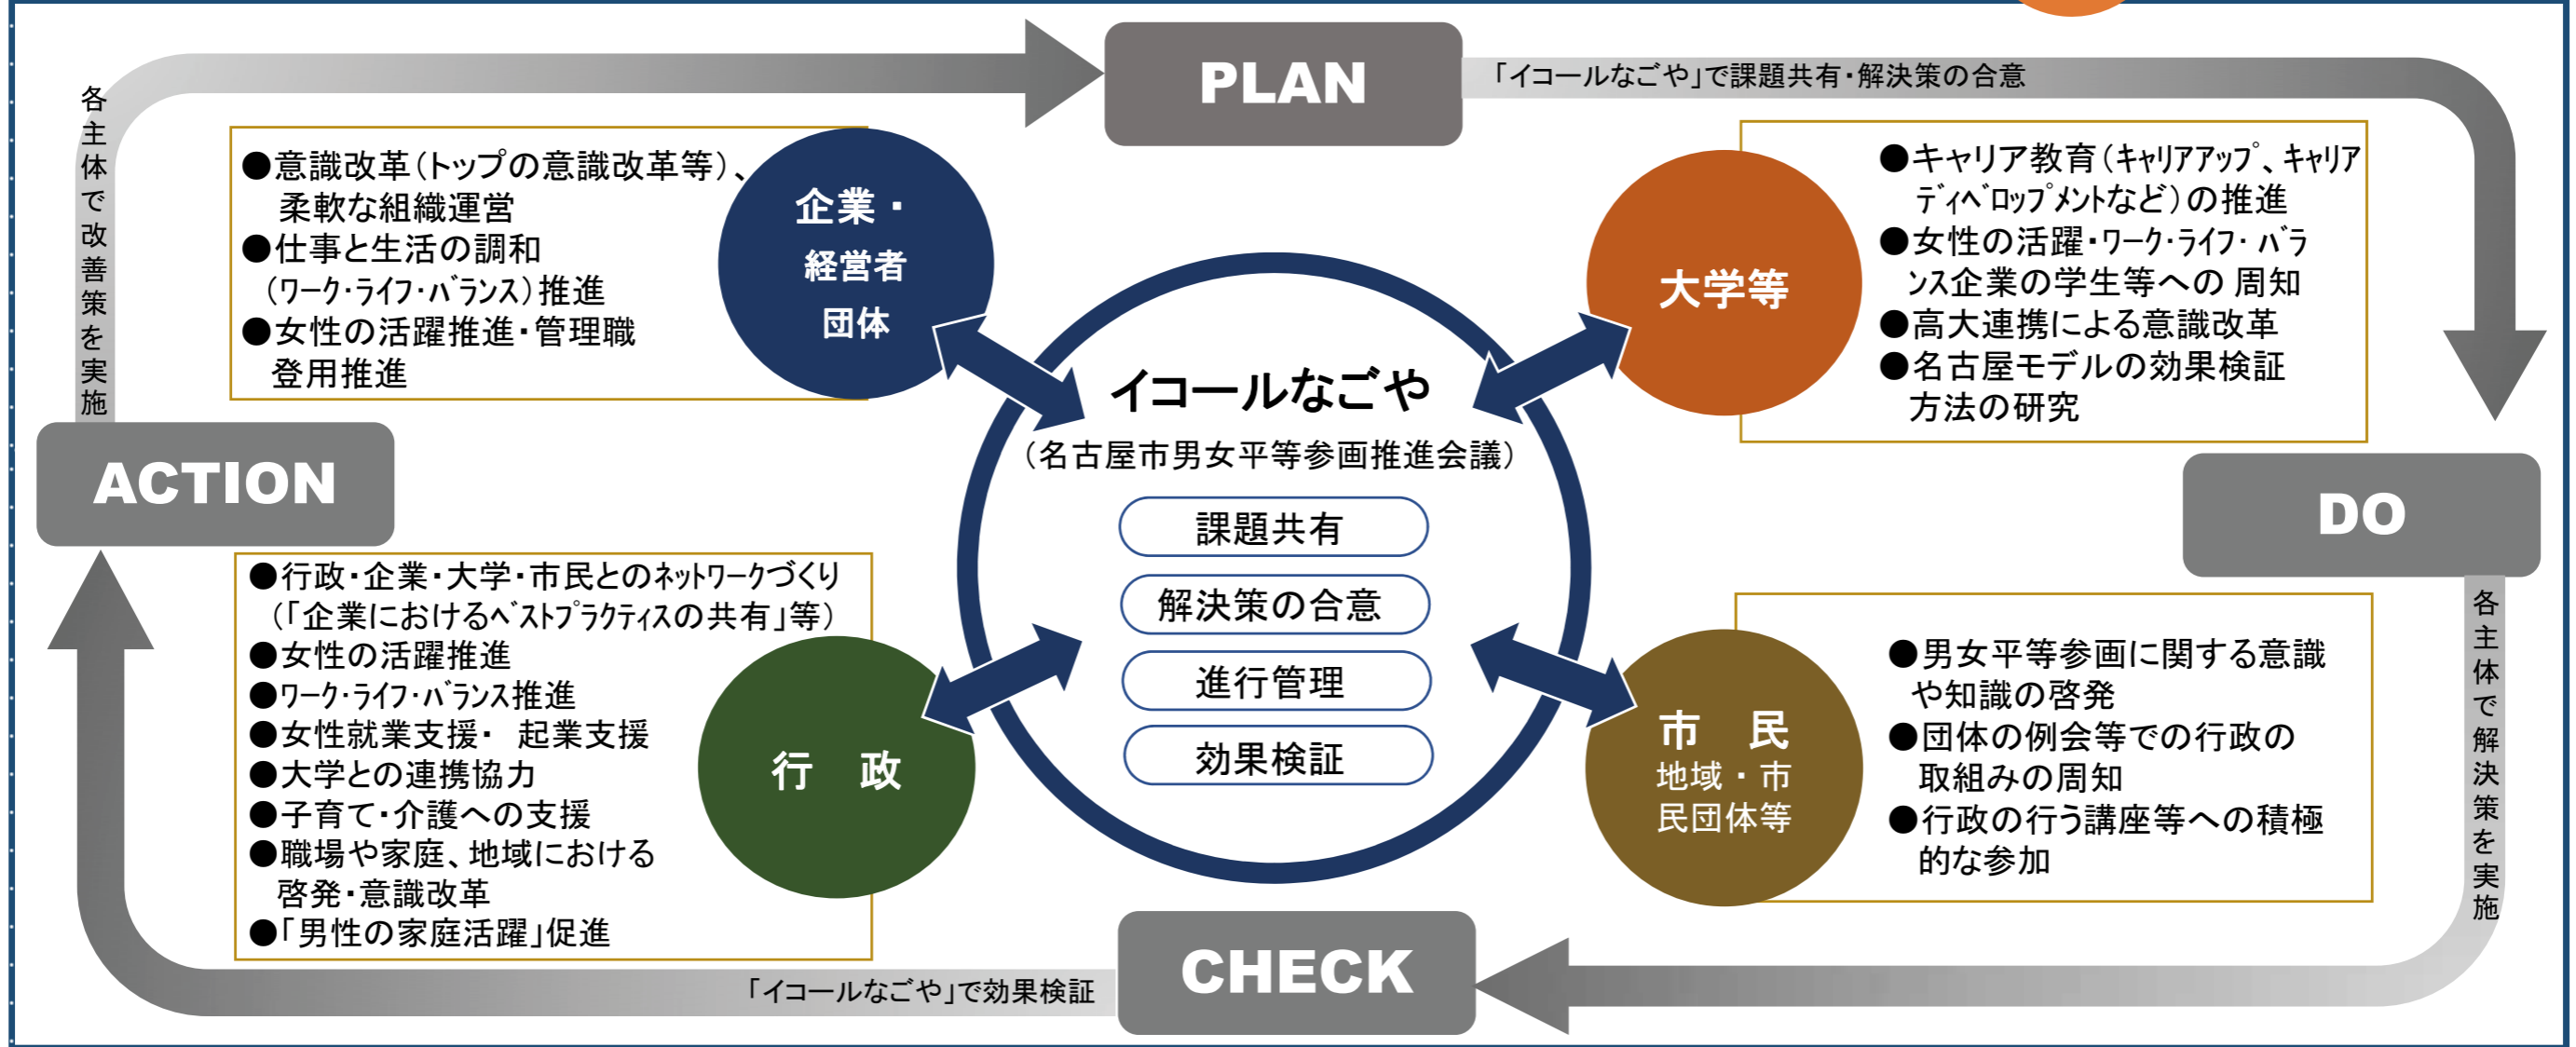 PLAN
「イコールなごや」で課題共有・解決策の合意
各主体で改善策を実施
●意識改革（トップの意識改革等）、
柔軟な組織運営
●仕事と生活の調和
（ﾜｰｸ･ﾗｲﾌ･ﾊﾞﾗﾝｽ）推進
●女性の活躍推進・管理職
登用推進
企業・
経営者
団体
大学等
●キャリア教育（ｷｬﾘｱｱｯﾌﾟ、ｷｬﾘｱ
ﾃﾞｨﾍﾞﾛｯﾌﾟﾒﾝﾄなど）の推進
●女性の活躍・ﾜｰｸ･ﾗｲﾌ･ﾊﾞﾗ
ﾝｽ企業の学生等への 周知
●高大連携による意識改革
●名古屋モデルの効果検証
方法の研究
イコールなごや
（名古屋市男女平等参画推進会議）
課題共有
解決策の合意
進行管理
効果検証
ACTION
DO
●行政・企業・大学・市民とのﾈｯﾄﾜｰｸづくり
（「企業におけるﾍﾞｽﾄﾌﾟﾗｸﾃｨｽの共有」等）
●女性の活躍推進
●ﾜｰｸ･ﾗｲﾌ･ﾊﾞﾗﾝｽ推進
●女性就業支援・ 起業支援
●大学との連携協力
●子育て・介護への支援
●職場や家庭、地域における
啓発・意識改革
●「男性の家庭活躍」促進
行　政
市　民
地域・市
民団体等
●男女平等参画に関する意識
や知識の啓発
●団体の例会等での行政の
取組みの周知
●行政の行う講座等への積極
的な参加
各主体で解決策を実施
CHECK
「イコールなごや」で効果検証